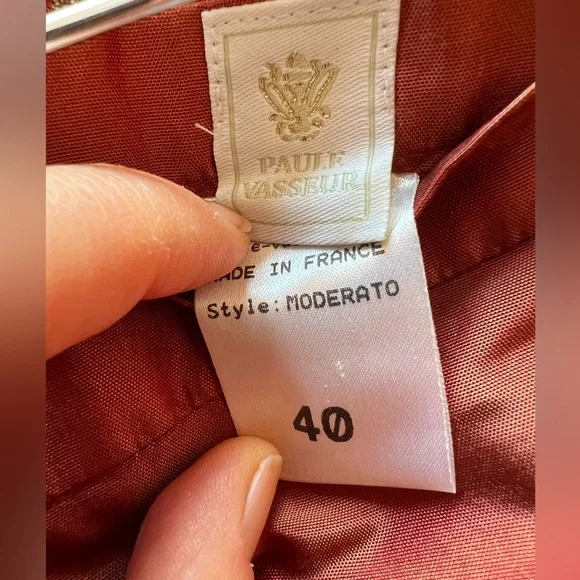 PAULE
VASSEUR
MADE IN FRANCE
Style: MODERATO
40